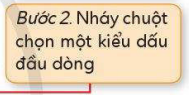 Bước 2. Nháy chuột
chọn một kiểu dấu
đầu dòng